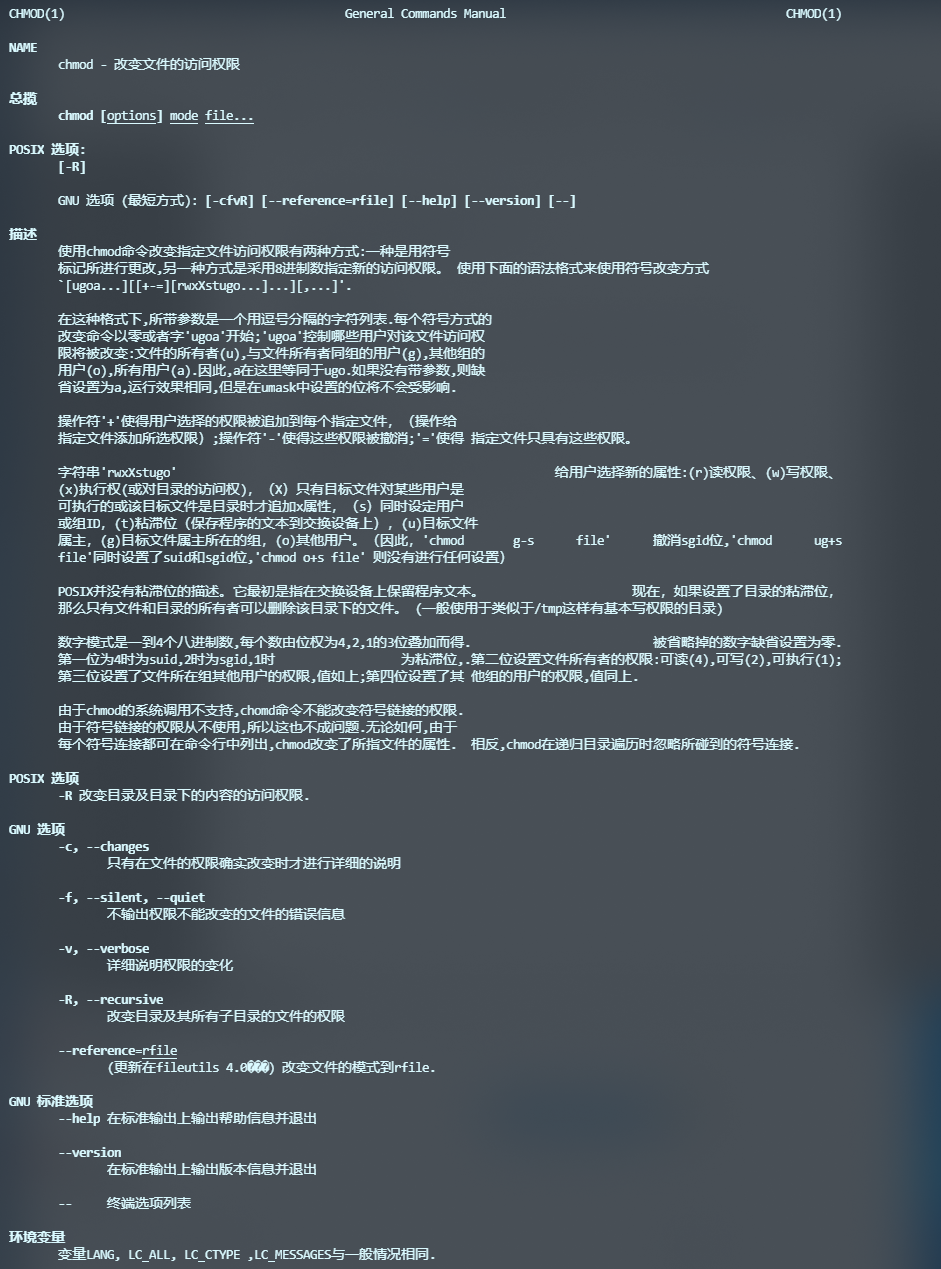 CHMOD(1) General Commands Manual CHMOD(1)
NAME
chmod - 改变文件的访问权限
总揽
chmod [options] mode file...
POSIX 选项:
[-R]
GNU 选项 (最短方式): [-cfvR] [--reference=rfile] [--help] [--version] [--]
描述
使用chmod命令改变指定文件访问权限有两种方式:一种是用符号
标记所进行更改,另一种方式是采用8进制数指定新的访问权限。 使用下面的语法格式来使用符号改变方式
`[ugoa...][[+-=][rwxXstugo...]...][,...]'.
在这种格式下,所带参数是一个用逗号分隔的字符列表.每个符号方式的
改变命令以零或者字'ugoa'开始;'ugoa'控制哪些用户对该文件访问权
限将被改变:文件的所有者(u),与文件所有者同组的用户(g),其他组的
用户(o),所有用户(a).因此,a在这里等同于ugo.如果没有带参数,则缺
省设置为a,运行效果相同,但是在umask中设置的位将不会受影响.
操作符'+'使得用户选择的权限被追加到每个指定文件, (操作给
指定文件添加所选权限) ;操作符'-'使得这些权限被撤消;'='使得 指定文件只具有这些权限。
字符串'rwxXstugo' 给用户选择新的属性:(r)读权限、(w)写权限、
(x)执行权(或对目录的访问权), (X) 只有目标文件对某些用户是
可执行的或该目标文件是目录时才追加x属性, (s) 同时设定用户
或组ID, (t)粘滞位 (保存程序的文本到交换设备上) , (u)目标文件
属主, (g)目标文件属主所在的组, (o)其他用户。 (因此, 'chmod g-s file' 撤消sgid位,'chmod ug+s
file'同时设置了suid和sgid位,'chmod o+s file' 则没有进行任何设置)
POSIX并没有粘滞位的描述。它最初是指在交换设备上保留程序文本。 现在, 如果设置了目录的粘滞位,
那么只有文件和目录的所有者可以删除该目录下的文件。 (一般使用于类似于/tmp这样有基本写权限的目录)
数字模式是一到4个八进制数,每个数由位权为4,2,1的3位叠加而得. 被省略掉的数字缺省设置为零.
第一位为4时为suid,2时为sgid,1时 为粘滞位,.第二位设置文件所有者的权限:可读(4),可写(2),可执行(1);
第三位设置了文件所在组其他用户的权限,值如上;第四位设置了其 他组的用户的权限,值同上.
由于chmod的系统调用不支持,chomd命令不能改变符号链接的权限.
由于符号链接的权限从不使用,所以这也不成问题.无论如何,由于
每个符号连接都可在命令行中列出,chmod改变了所指文件的属性. 相反,chmod在递归目录遍历时忽略所碰到的符号连接.
POSIX 选项
-R 改变目录及目录下的内容的访问权限.
GNU 选项
-c, --changes
只有在文件的权限确实改变时才进行详细的说明
-f, --silent, --quiet
不输出权限不能改变的文件的错误信息
-v, --verbose
详细说明权限的变化
-R, --recursive
改变目录及其所有子目录的文件的权限
--reference=rfile
(更新在fileutils 4.0���) 改变文件的模式到rfile.
GNU 标准选项
--help 在标准输出上输出帮助信息并退出
--version
在标准输出上输出版本信息并退出
-- 终端选项列表
环境变量
变量LANG, LC_ALL, LC_CTYPE ,LC_MESSAGES与一般情况相同.